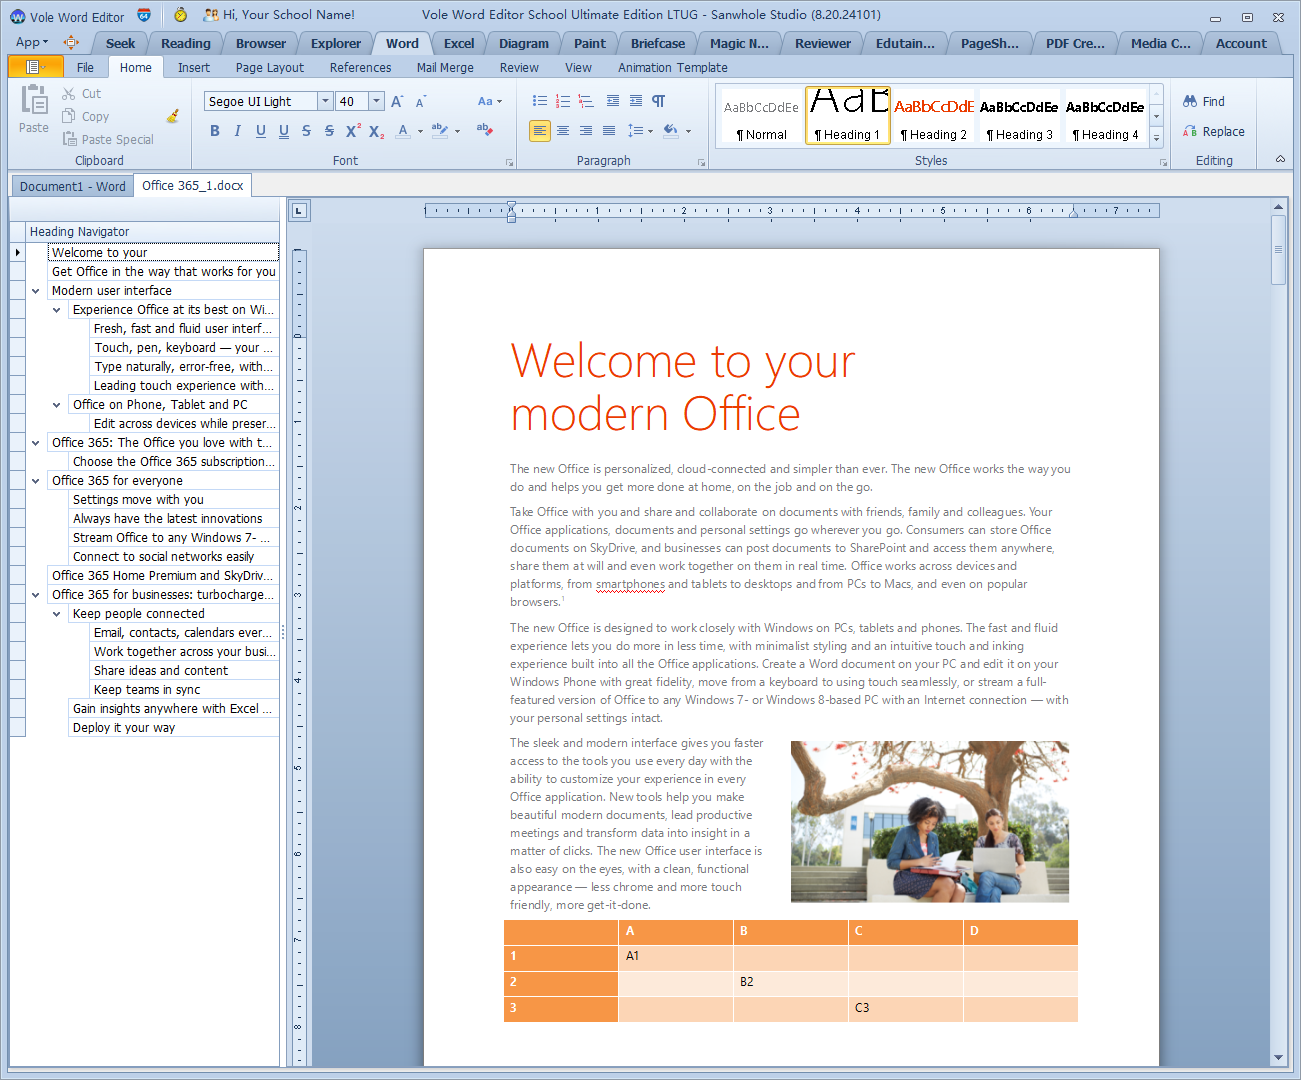 Vole Word Editor
64
Hi, Your School Name!
Vole Word Editor School Ultimate Edition LTUG - Sanwhole Studio (8.20.24101)
App
Seek
Reading
Browser
Explorer
Word
Excel
Diagram
Paint
Briefcase
Magic N...
Reviewer
Edutain...
PageSh...
PDF Cre...
Media C...
Account
File
Home
Insert
Page Layout
References
Mail Merge
Review
View
Animation Template
Paste
Cut
Copy
Paste Special
Clipboard
Segoe UI Light
40
Font
Paragraph
AaBbCcDdEe
¶ Normal
AaB
¶ Heading 1
AaBbCcDdE
¶ Heading 2
AaBbCcDdEe
¶ Heading 3
AaBbCcDdEe
¶ Heading 4
Styles
Find
Replace
Editing
Document1 - Word
Office 365_1.docx
Heading Navigator
Welcome to your
Get Office in the way that works for you
Modern user interface
Experience Office at its best on Wi...
Fresh, fast and fluid user interf...
Touch, pen, keyboard — your ...
Type naturally, error-free, with...
Leading touch experience with...
Office on Phone, Tablet and PC
Edit across devices while preser...
Office 365: The Office you love with t...
Choose the Office 365 subscription...
Office 365 for everyone
Settings move with you
Always have the latest innovations
Stream Office to any Windows 7- ...
Connect to social networks easily
Office 365 Home Premium and SkyDriv...
Office 365 for businesses: turbocharge...
Keep people connected
Email, contacts, calendars ever...
Work together across your busi...
Share ideas and content
Keep teams in sync
Gain insights anywhere with Excel ...
Deploy it your way
Welcome to your
modern Office
The new Office is personalized, cloud-connected and simpler than ever. The new Office works the way you
do and helps you get more done at home, on the job and on the go.
Take Office with you and share and collaborate on documents with friends, family and colleagues. Your
Office applications, documents and personal settings go wherever you go. Consumers can store Office
documents on SkyDrive, and businesses can post documents to SharePoint and access them anywhere,
share them at will and even work together on them in real time. Office works across devices and
platforms, from smartphones and tablets to desktops and from PCs to Macs, and even on popular
browsers.1
The new Office is designed to work closely with Windows on PCs, tablets and phones. The fast and fluid
experience lets you do more in less time, with minimalist styling and an intuitive touch and inking
experience built into all the Office applications. Create a Word document on your PC and edit it on your
Windows Phone with great fidelity, move from a keyboard to using touch seamlessly, or stream a full-
featured version of Office to any Windows 7- or Windows 8-based PC with an Internet connection — with
your personal settings intact.
The sleek and modern interface gives you faster
access to the tools you use every day with the
ability to customize your experience in every
Office application. New tools help you make
beautiful modern documents, lead productive
meetings and transform data into insight in a
matter of clicks. The new Office user interface is
also easy on the eyes, with a clean, functional
appearance — less chrome and more touch
friendly, more get-it-done.
A B C D
1 A1
2 B2
3 C3